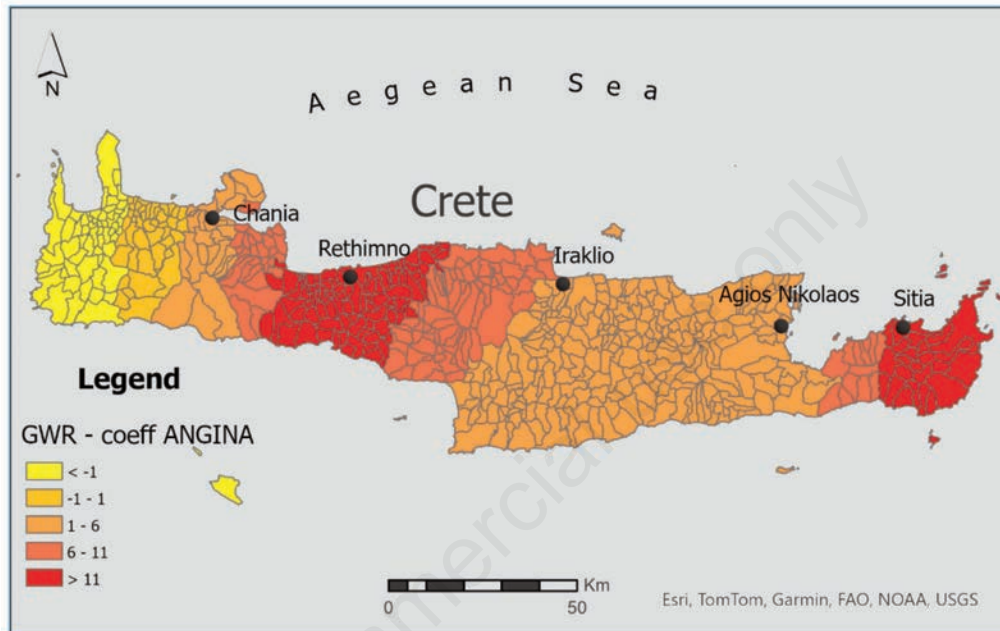 N
Aegean Sea
Crete
Chania
Rethimno
Iraklio
Agios Nikolaos
Sitia
Legend
GWR - coeff ANGINA
< -1
-1 - 1
1 - 6
6 - 11
> 11
Km
0 50
Esri, TomTom, Garmin, FAO, NOAA, USGS
only